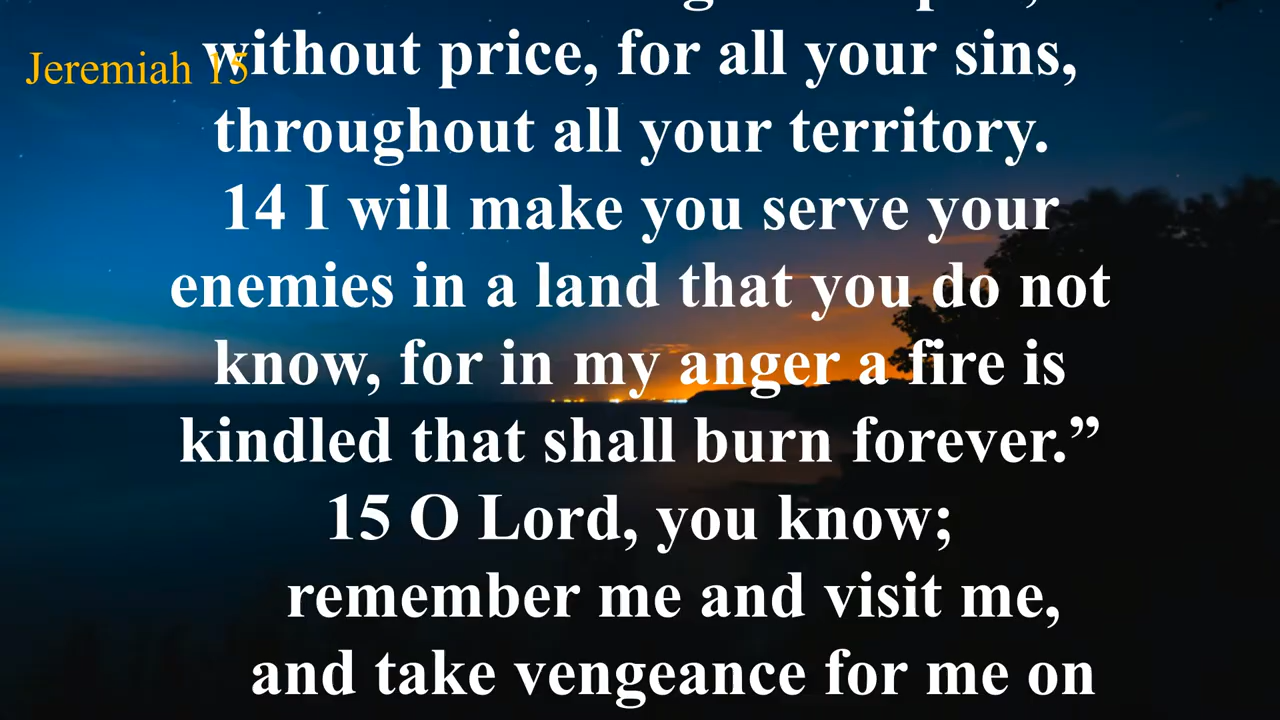 Jeremiah 15
without price, for all your sins,
throughout all your territory.
14 I will make you serve your
enemies in a land that you do not
know, for in my anger a fire is
kindled that shall burn forever.”
15 O Lord, you know;
remember me and visit me,
and take vengeance for me on